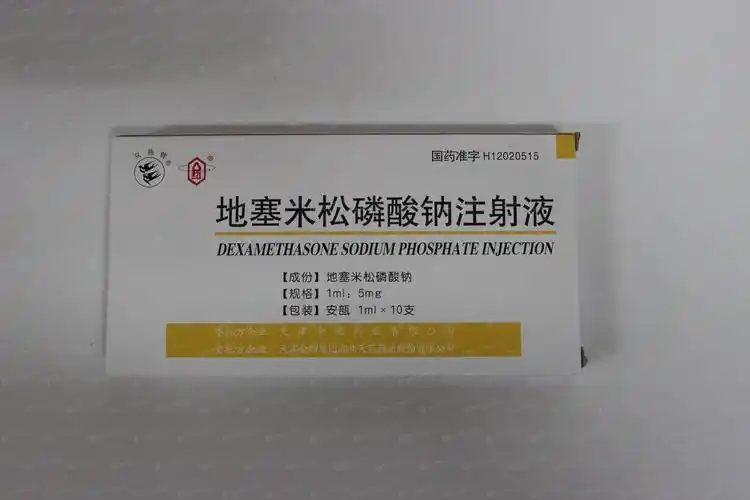 国药准字 H12020515
地塞米松磷酸钠注射液
DEXAMETHASONE SODIUM PHOSPHATE INJECTION
【成份】地塞米松磷酸钠
【规格】1ml：5mg
【包装】安瓿 1ml×10支